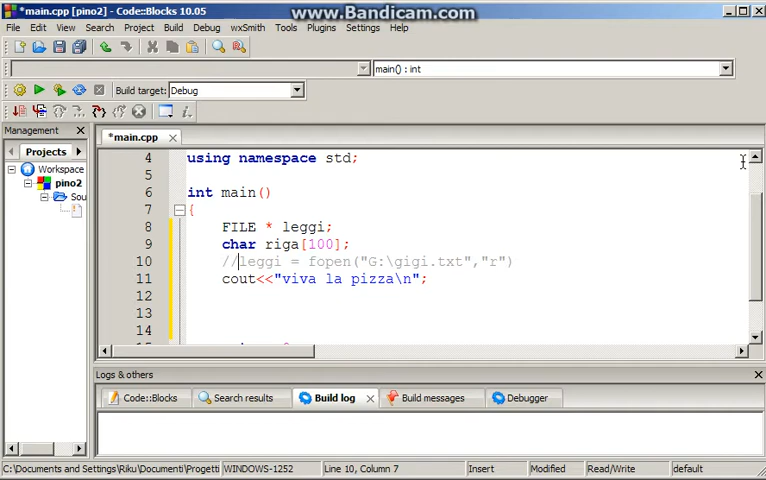 *main.cpp [pino2] - Code::Blocks 10.05
www.Bandicam.com
File Edit View Search Project Build Debug wxSmith Tools Plugins Settings Help
main() : int
Build target: Debug
Management
*main.cpp
Projects
Workspace
pino2
Sou
4 using namespace std;
5
6 int main()
7 {
8 FILE * leggi;
9 char riga[100];
10 //leggi = fopen("G:\gigi.txt","r")
11 cout<<"viva la pizza\n";
12
13
14
Logs & others
Code::Blocks Search results Build log Build messages Debugger
C:\Documents and Settings\Riku\Documenti\Progetti WINDOWS-1252 Line 10, Column 7 Insert Modified Read/Write default